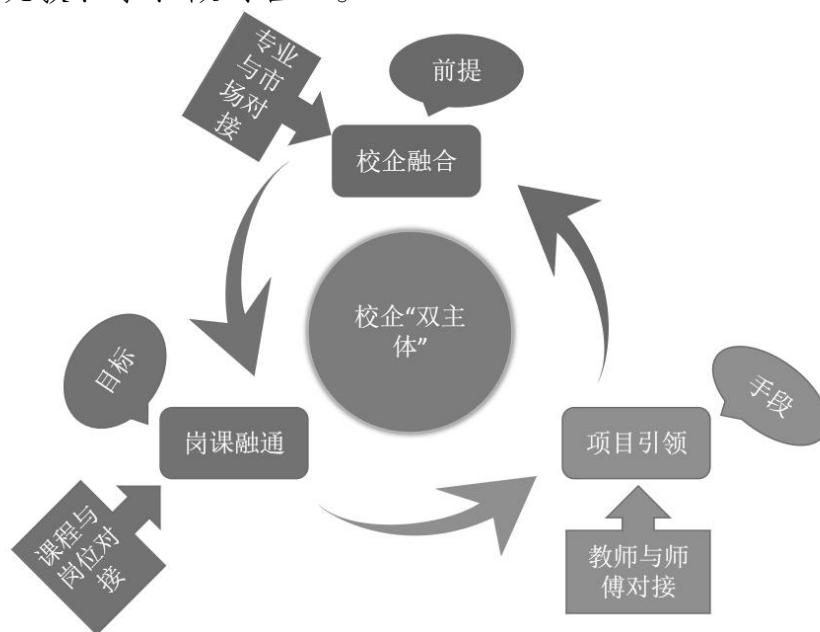 专业
与市
场对
接
前提
校企融合
校企“双主
体”
目标
岗课融通
课程与
岗位对
接
手段
项目引领
教师与师
傅对接